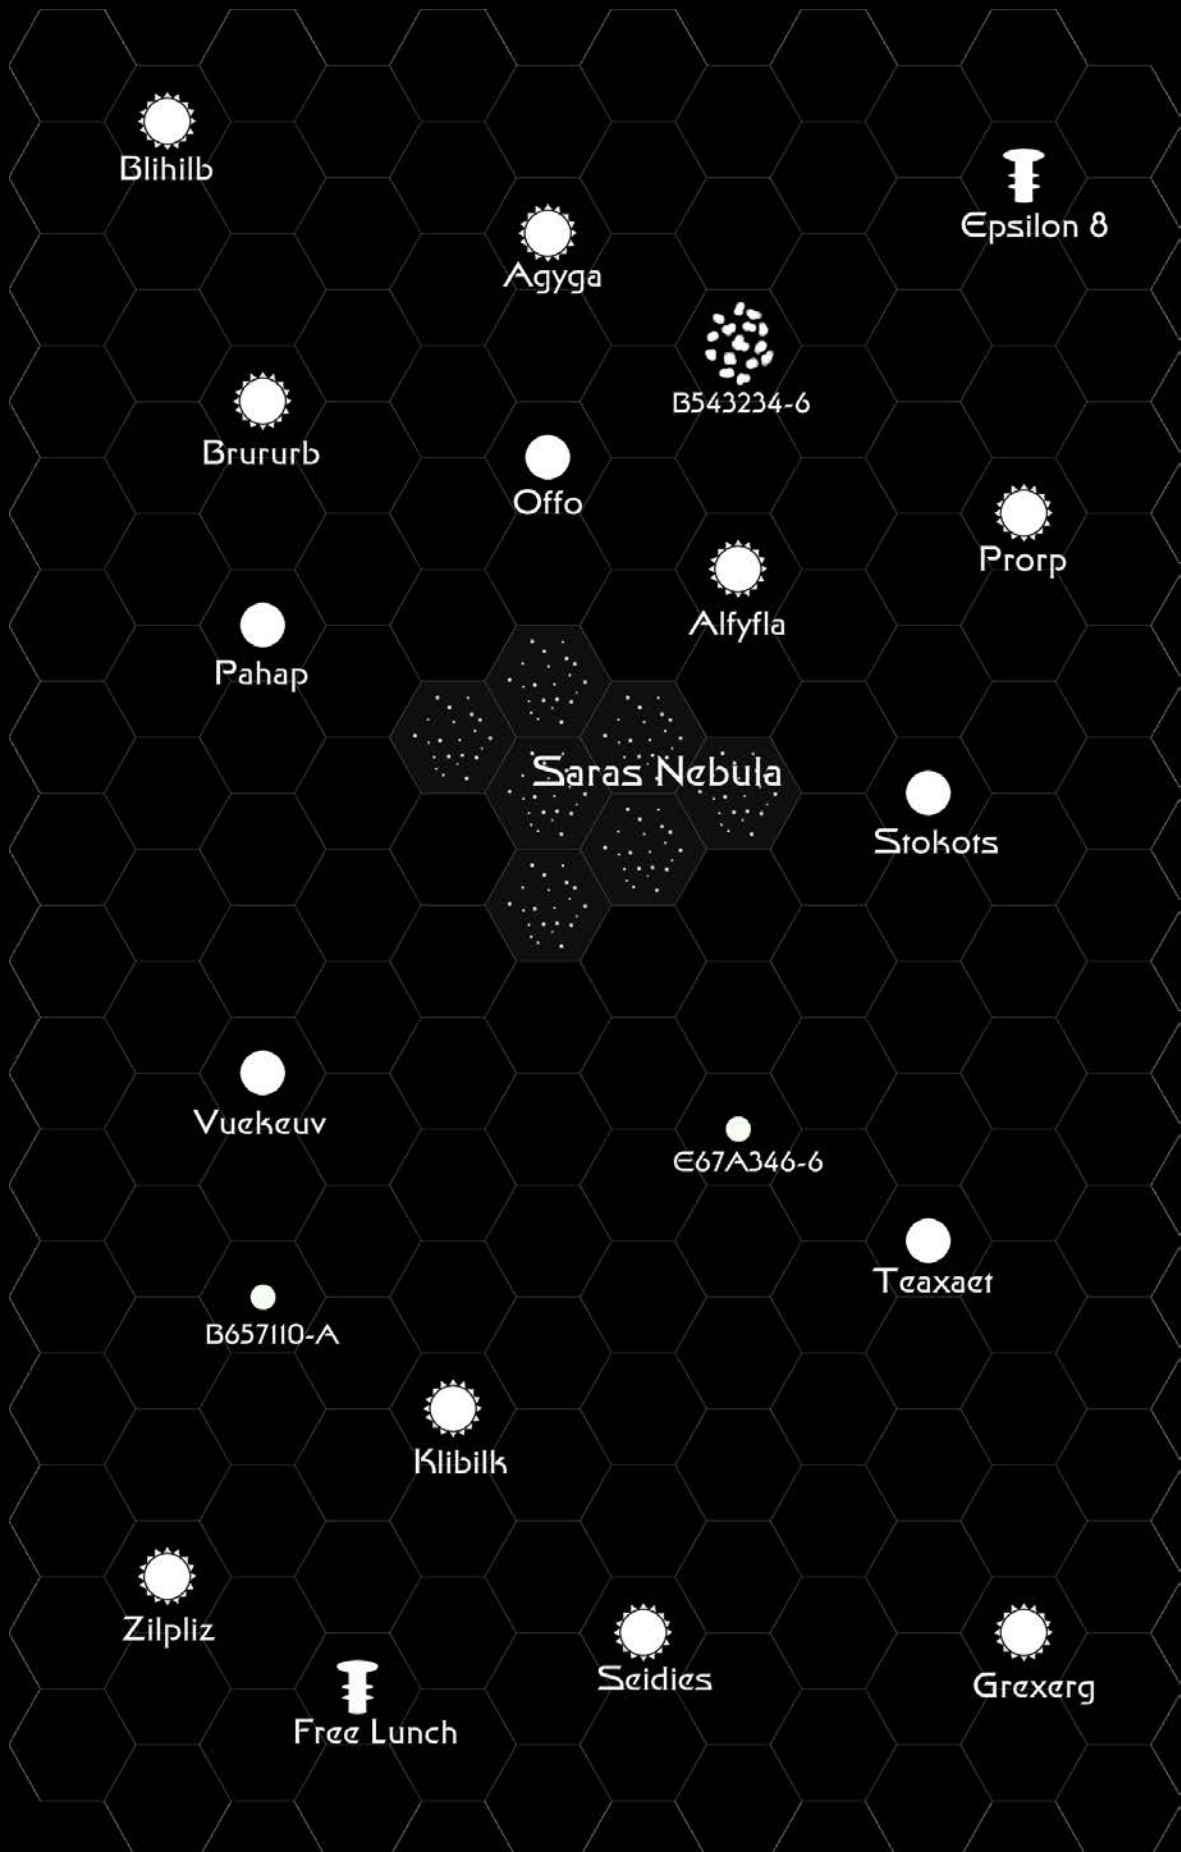 Blihilb
Epsilon 8
Agyga
B543234-6
Brururb
Offo
Prorp
Alfyfla
Pahap
Saras Nebula
Stokots
Vuekeuv
E67A346-6
Teaxaet
B657110-A
Klibilk
Zilpliz
Seidies
Grexerg
Free Lunch